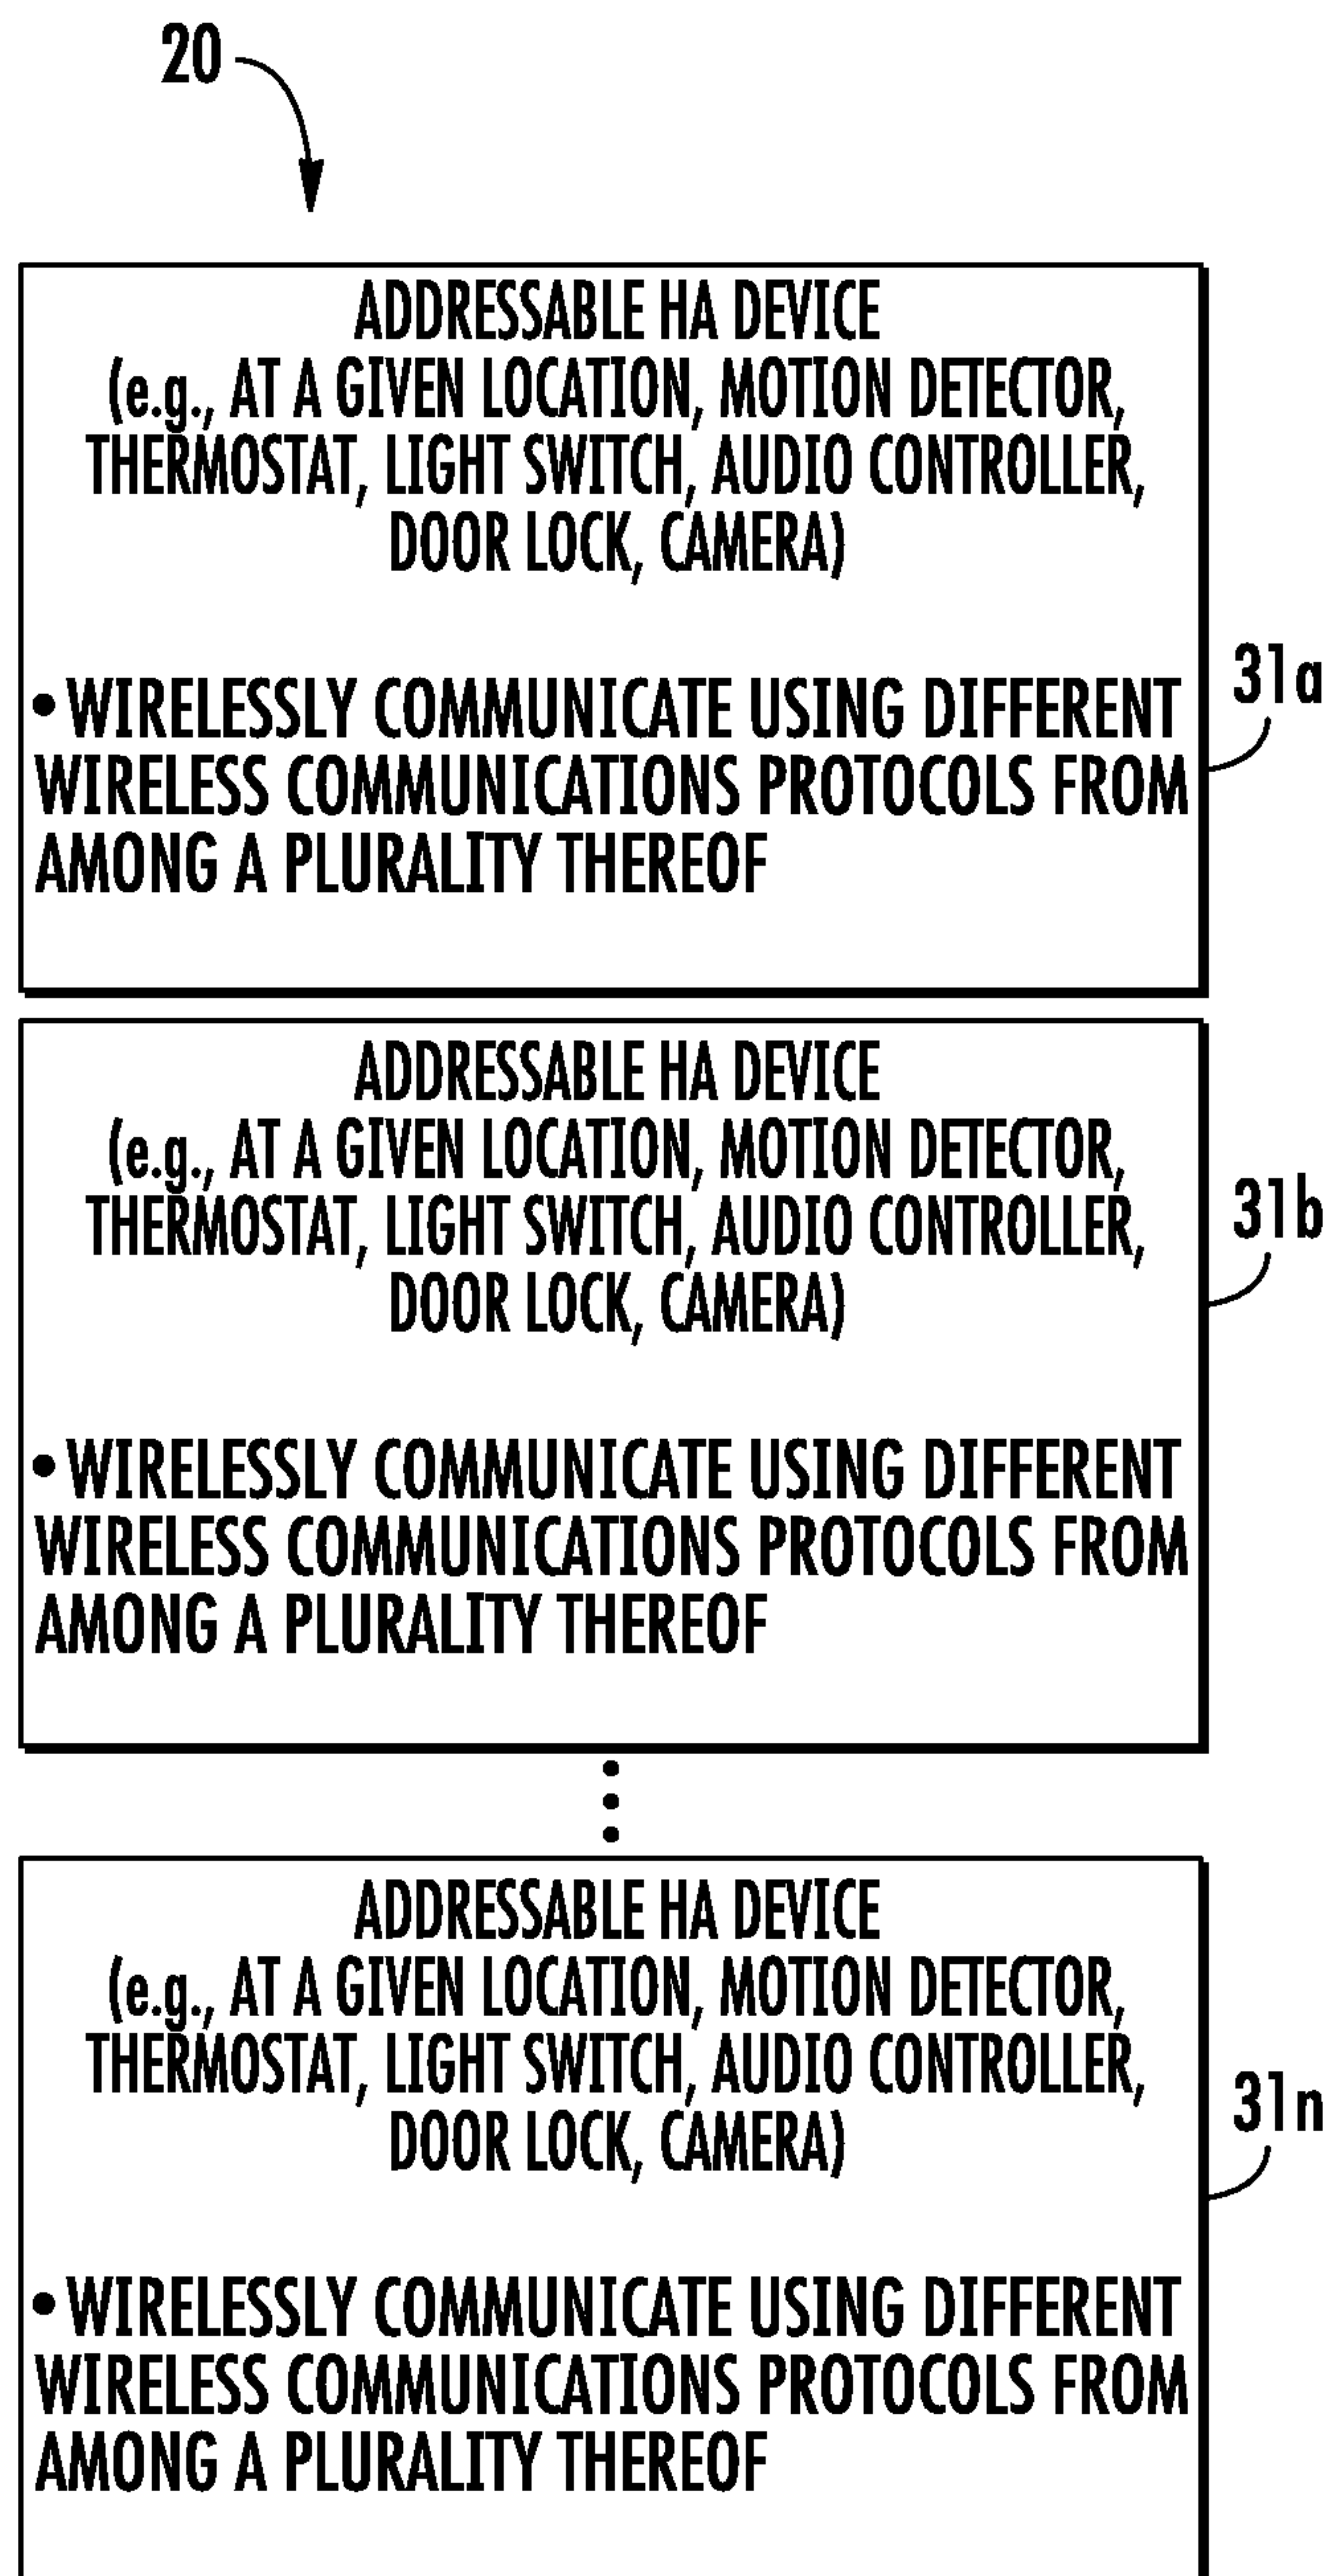 20
ADDRESSABLE HA DEVICE
(e.g., AT A GIVEN LOCATION, MOTION DETECTOR,
THERMOSTAT, LIGHT SWITCH, AUDIO CONTROLLER,
DOOR LOCK, CAMERA)
• WIRELESSLY COMMUNICATE USING DIFFERENT
WIRELESS COMMUNICATIONS PROTOCOLS FROM
AMONG A PLURALITY THEREOF
31a
ADDRESSABLE HA DEVICE
(e.g., AT A GIVEN LOCATION, MOTION DETECTOR,
THERMOSTAT, LIGHT SWITCH, AUDIO CONTROLLER,
DOOR LOCK, CAMERA)
• WIRELESSLY COMMUNICATE USING DIFFERENT
WIRELESS COMMUNICATIONS PROTOCOLS FROM
AMONG A PLURALITY THEREOF
31b
ADDRESSABLE HA DEVICE
(e.g., AT A GIVEN LOCATION, MOTION DETECTOR,
THERMOSTAT, LIGHT SWITCH, AUDIO CONTROLLER,
DOOR LOCK, CAMERA)
• WIRELESSLY COMMUNICATE USING DIFFERENT
WIRELESS COMMUNICATIONS PROTOCOLS FROM
AMONG A PLURALITY THEREOF
31n